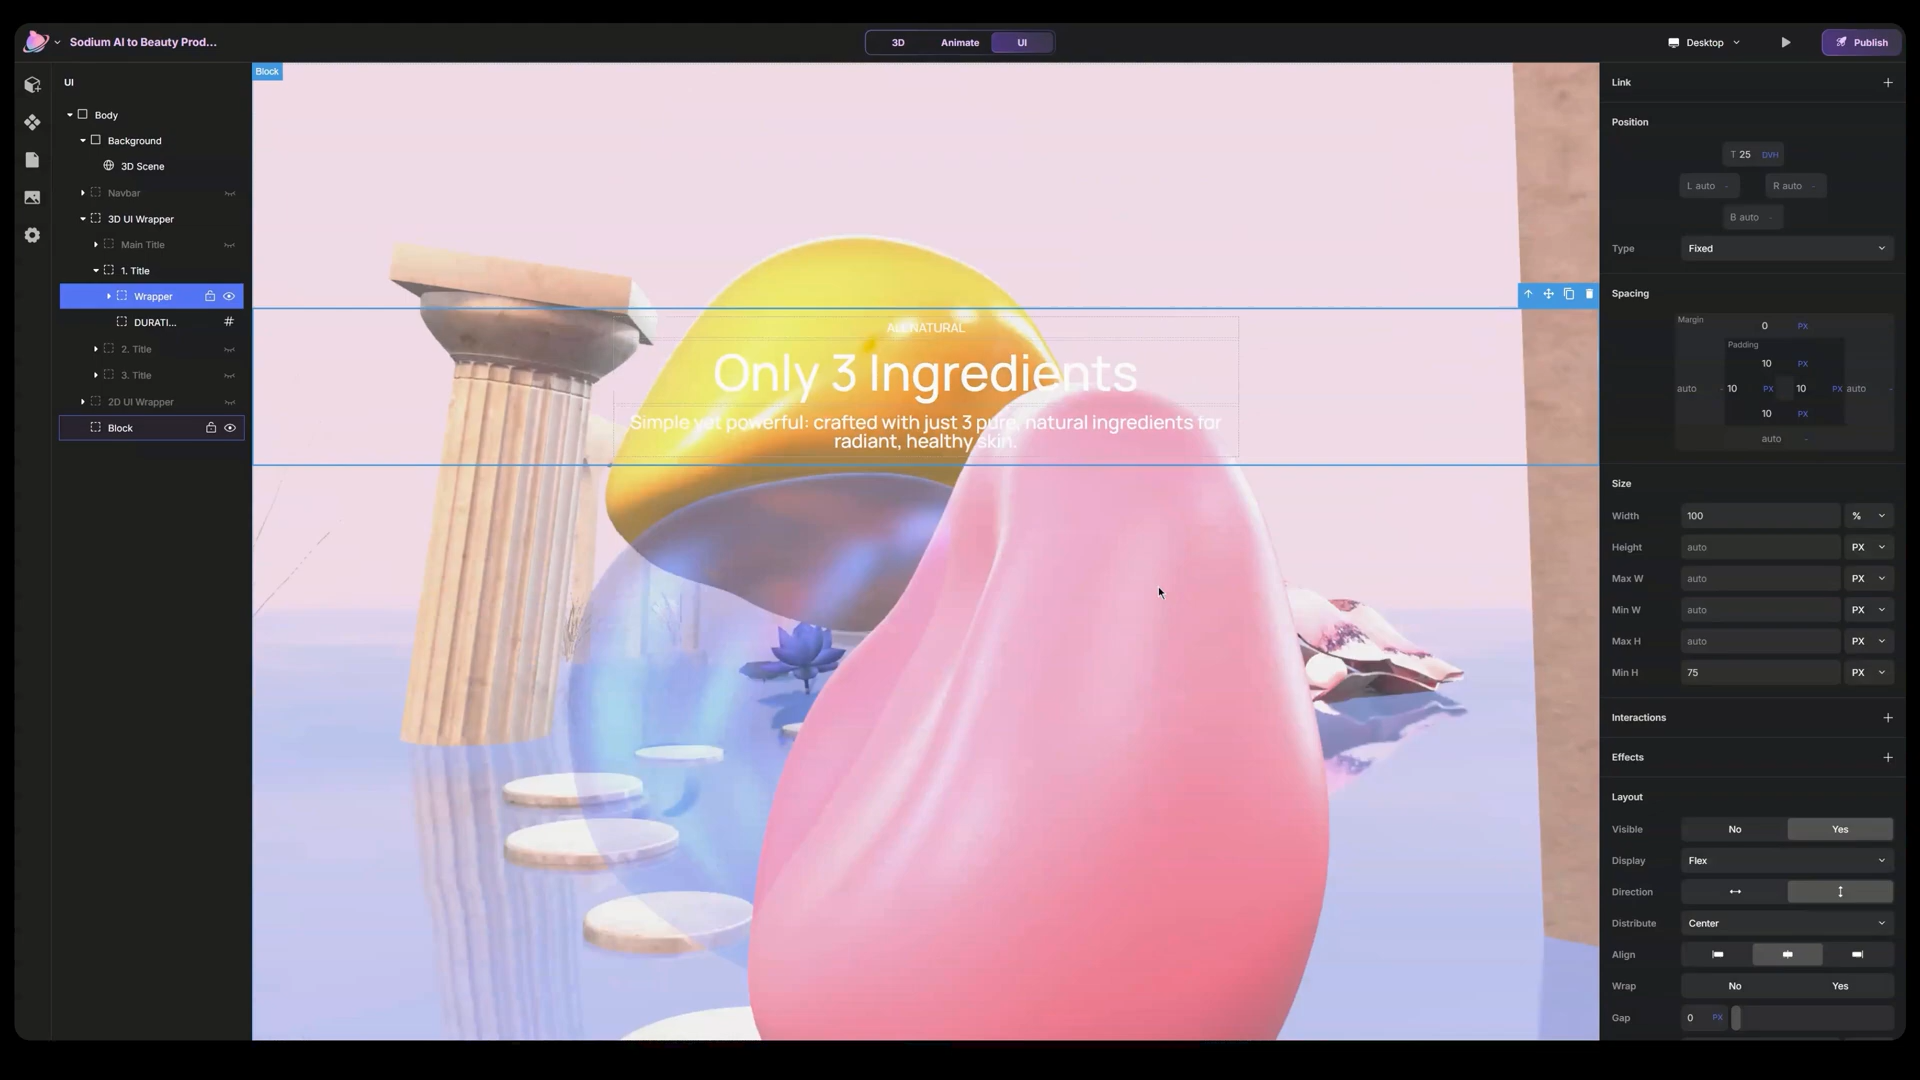 Sodium AI to Beauty Prod...
3D
Animate
UI
Desktop
Publish
UI
Body
Background
3D Scene
Navbar
3D UI Wrapper
Main Title
1. Title
Wrapper
DURATI...
#
2. Title
3. Title
2D UI Wrapper
Block
Block
ALL NATURAL
Only 3 Ingredients
Simple yet powerful: crafted with just 3 pure, natural ingredients for
radiant, healthy skin.
Link
Position
T 25 DVH
L auto -
R auto -
B auto -
Type Fixed
Spacing
Margin
0 PX
Padding
10 PX
auto - 10 PX 10 PX auto -
10 PX
auto -
Size
Width 100 %
Height auto PX
Max W auto PX
Min W auto PX
Max H auto PX
Min H 75 PX
Interactions
Effects
Layout
Visible No Yes
Display Flex
Direction
Distribute Center
Align
Wrap No Yes
Gap 0 PX